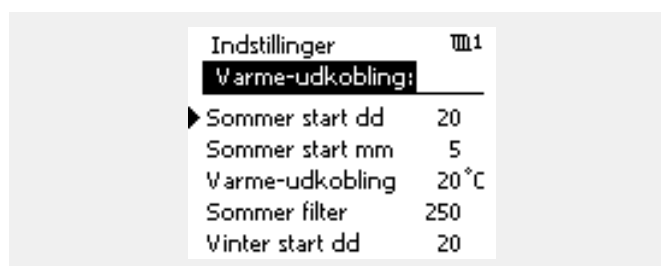 Indstillinger 1
Varme-udkobling:
Sommer start dd 20
Sommer start mm 5
Varme-udkobling 20°C
Sommer filter 250
Vinter start dd 20